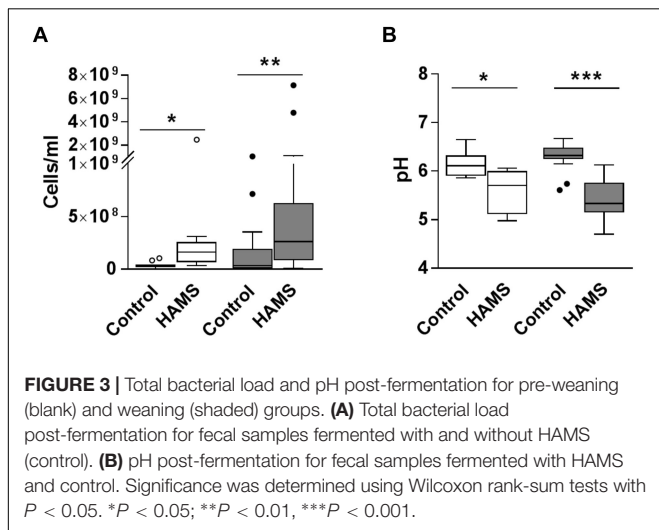 A
8×10⁹
6×10⁹
4×10⁹
2×10⁹
1×10⁹
5×10⁸
0
Cells/ml
*
**
Control
HAMS
Control
HAMS
B
8
7
6
5
4
pH
*
***
Control
HAMS
Control
HAMS
FIGURE 3 | Total bacterial load and pH post-fermentation for pre-weaning
(blank) and weaning (shaded) groups. (A) Total bacterial load
post-fermentation for fecal samples fermented with and without HAMS
(control). (B) pH post-fermentation for fecal samples fermented with HAMS
and control. Significance was determined using Wilcoxon rank-sum tests with
P < 0.05. *P < 0.05; **P < 0.01, ***P < 0.001.